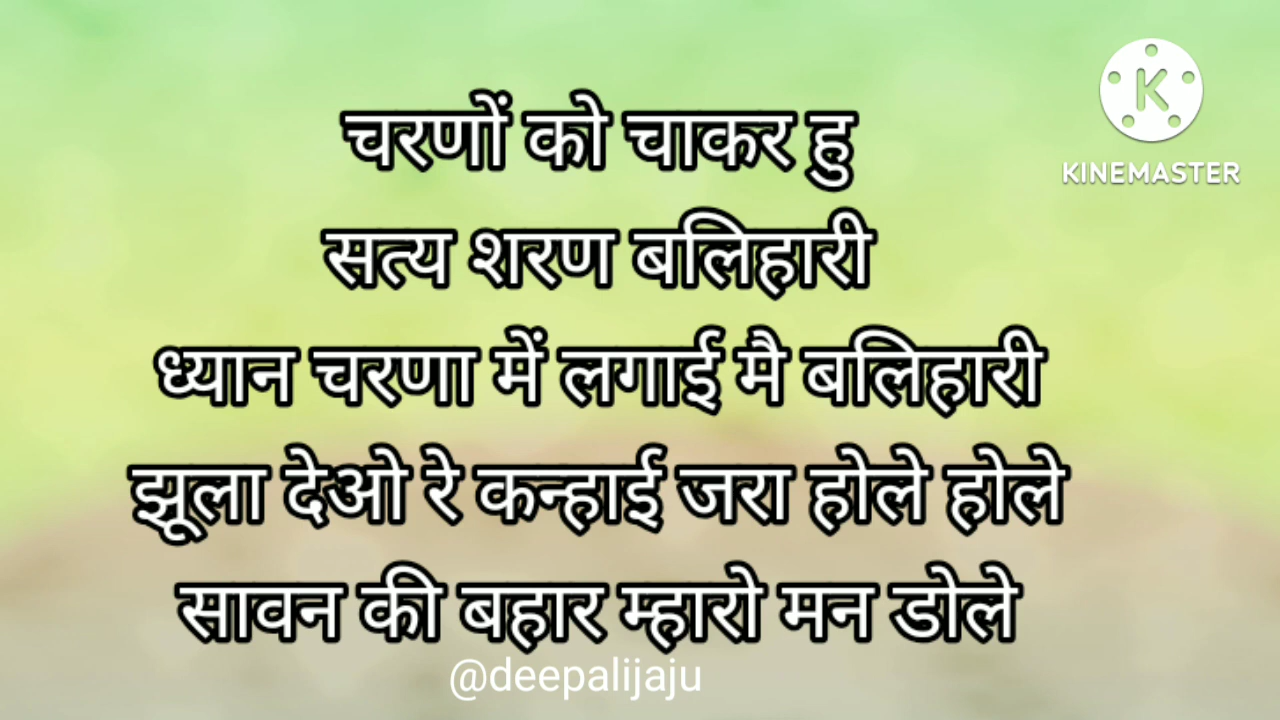 चरणों को चाकर हु
सत्य शरण बलिहारी
ध्यान चरणा में लगाई मै बलिहारी
झूला देओ रे कन्हाई जरा होले होले
सावन की बहार म्हारो मन डोले
@deepalijaju
K
KINEMASTER